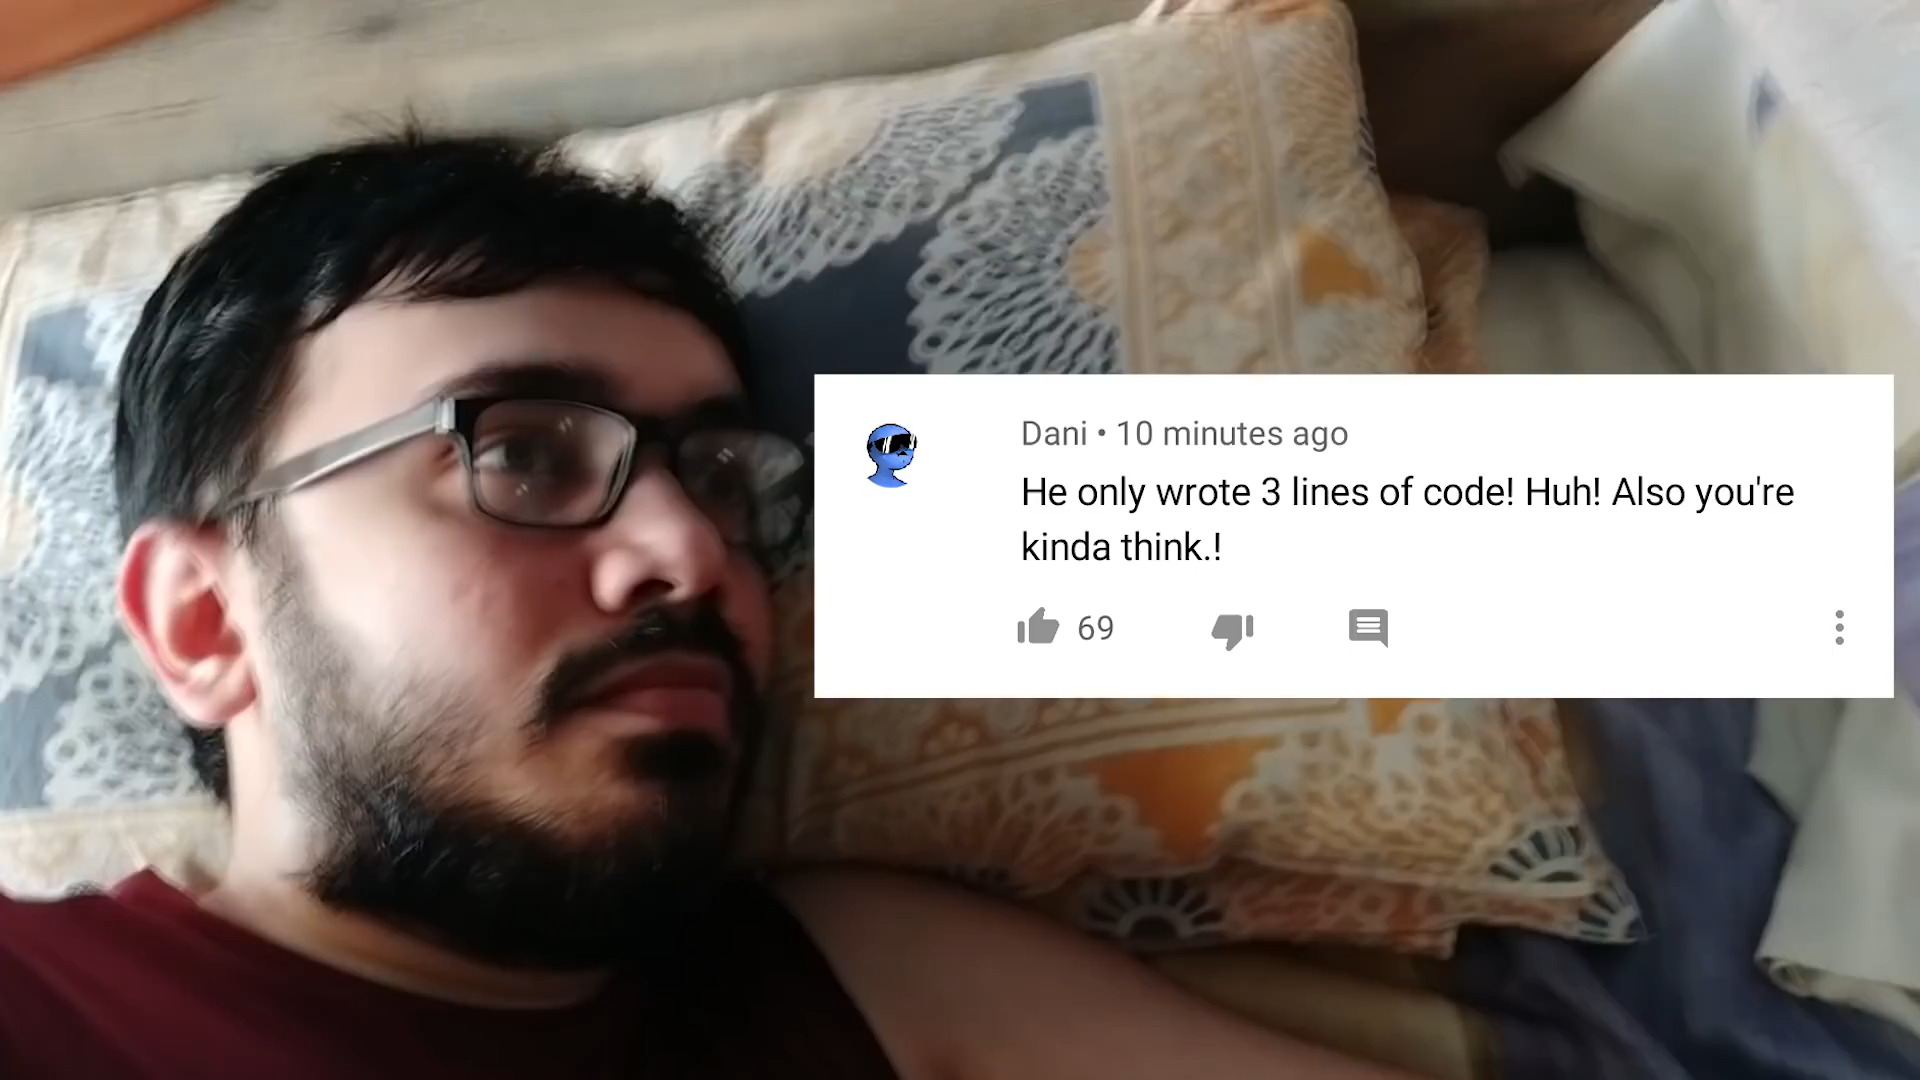 Dani • 10 minutes ago
He only wrote 3 lines of code! Huh! Also you're
kinda think.!
69